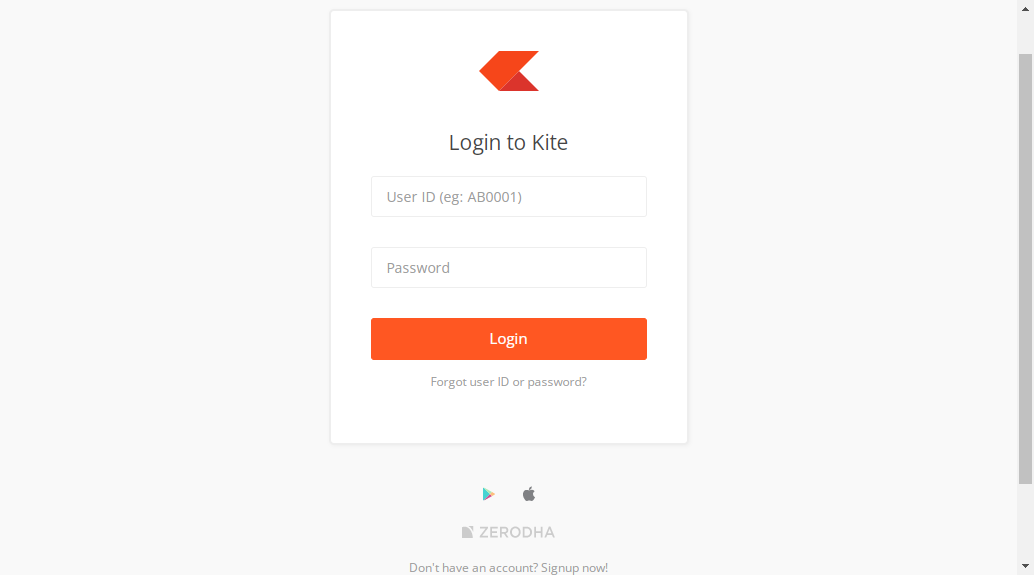 Login to Kite
User ID (eg: AB0001)
Password
Login
Forgot user ID or password?
ZERODHA
Don't have an account? Signup now!